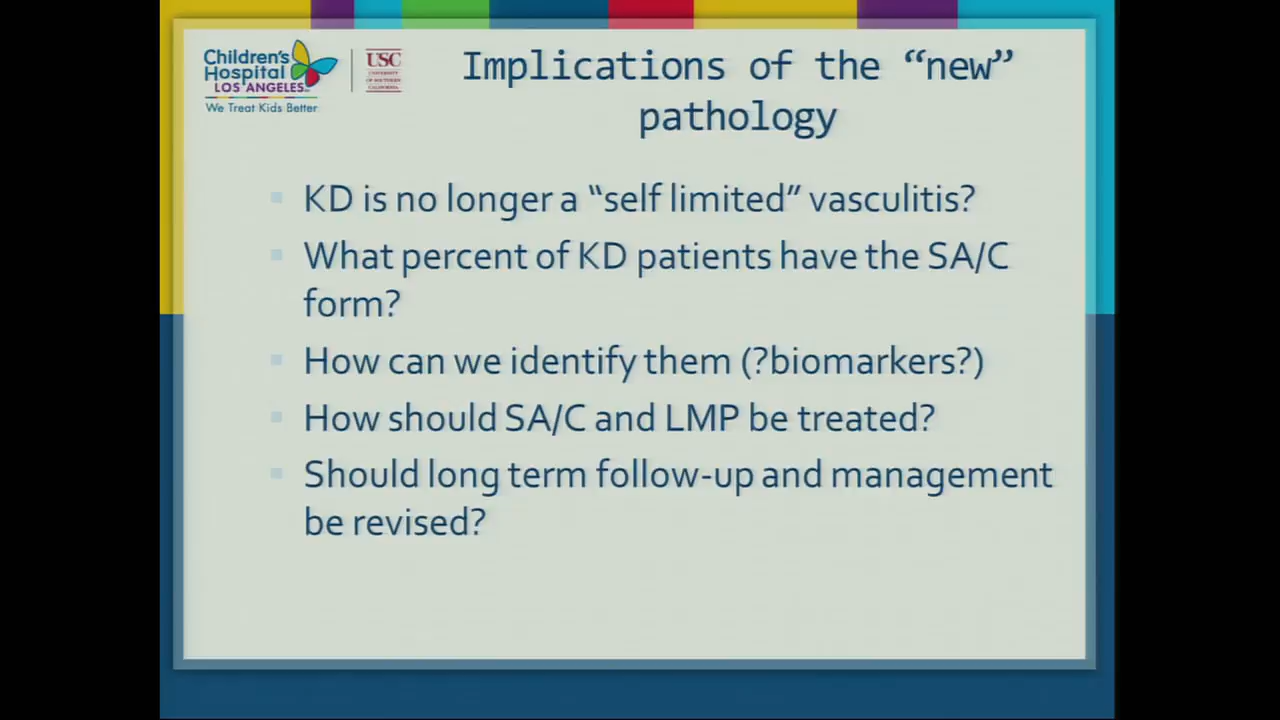 Children's
Hospital
LOS ANGELES
We Treat Kids Better
USC
UNIVERSITY
OF SOUTHERN
CALIFORNIA
Implications of the “new”
pathology
KD is no longer a “self limited” vasculitis?
What percent of KD patients have the SA/C
form?
How can we identify them (?biomarkers?)
How should SA/C and LMP be treated?
Should long term follow-up and management
be revised?